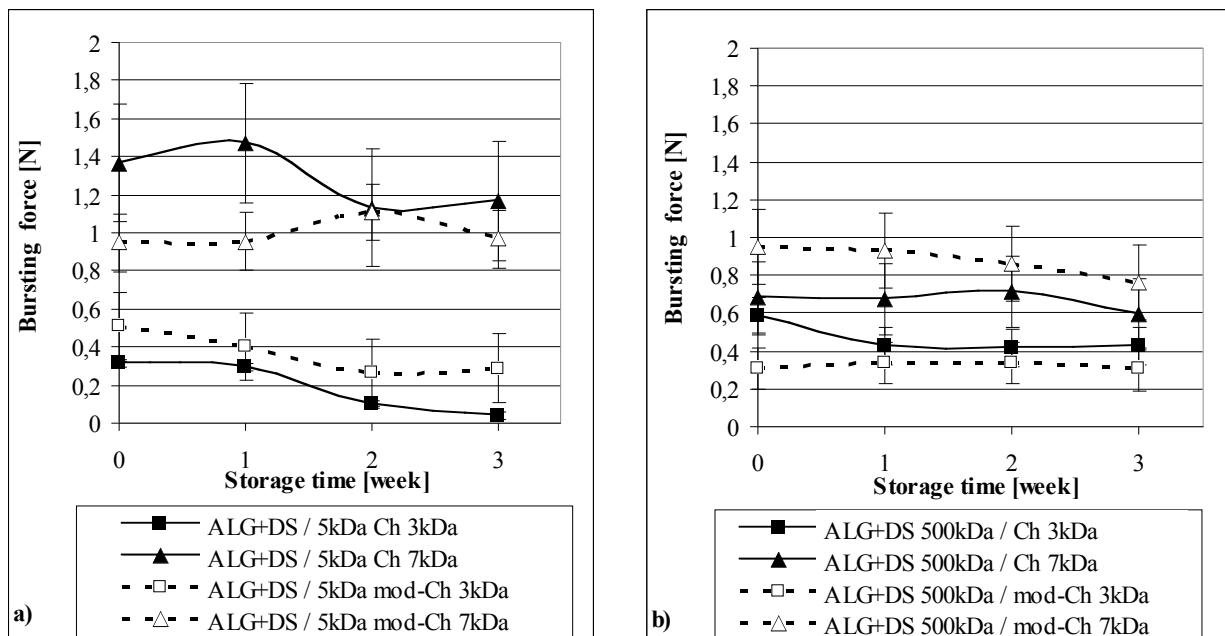 2
1,8
1,6
1,4
1,2
1
0,8
0,6
0,4
0,2
0
Bursting force [N]
0 1 2 3
Storage time [week]
ALG+DS / 5kDa Ch 3kDa
ALG+DS / 5kDa Ch 7kDa
ALG+DS / 5kDa mod-Ch 3kDa
ALG+DS / 5kDa mod-Ch 7kDa
a)
2
1,8
1,6
1,4
1,2
1
0,8
0,6
0,4
0,2
0
Bursting force [N]
0 1 2 3
Storage time [week]
ALG+DS 500kDa / Ch 3kDa
ALG+DS 500kDa / Ch 7kDa
ALG+DS 500kDa / mod-Ch 3kDa
ALG+DS 500kDa / mod-Ch 7kDa
b)